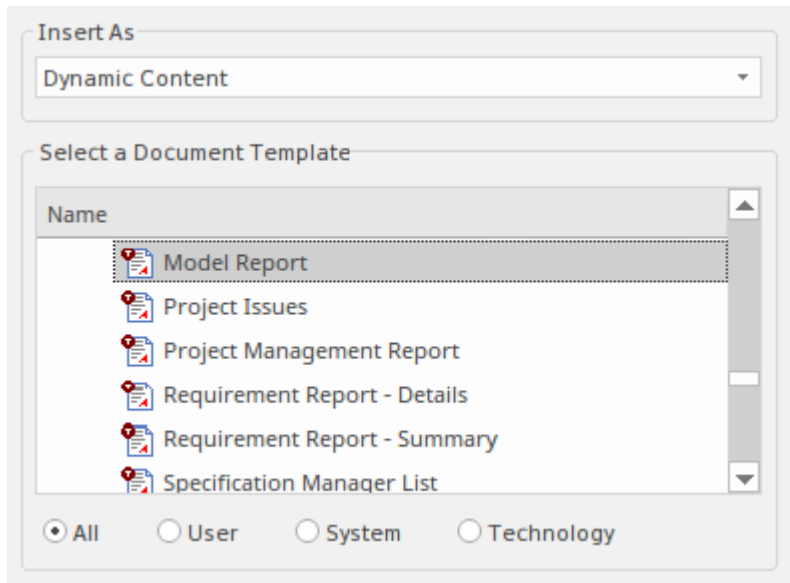 Insert As
Dynamic Content
Select a Document Template
Name
Model Report
Project Issues
Project Management Report
Requirement Report - Details
Requirement Report - Summary
Specification Manager List
All User System Technology